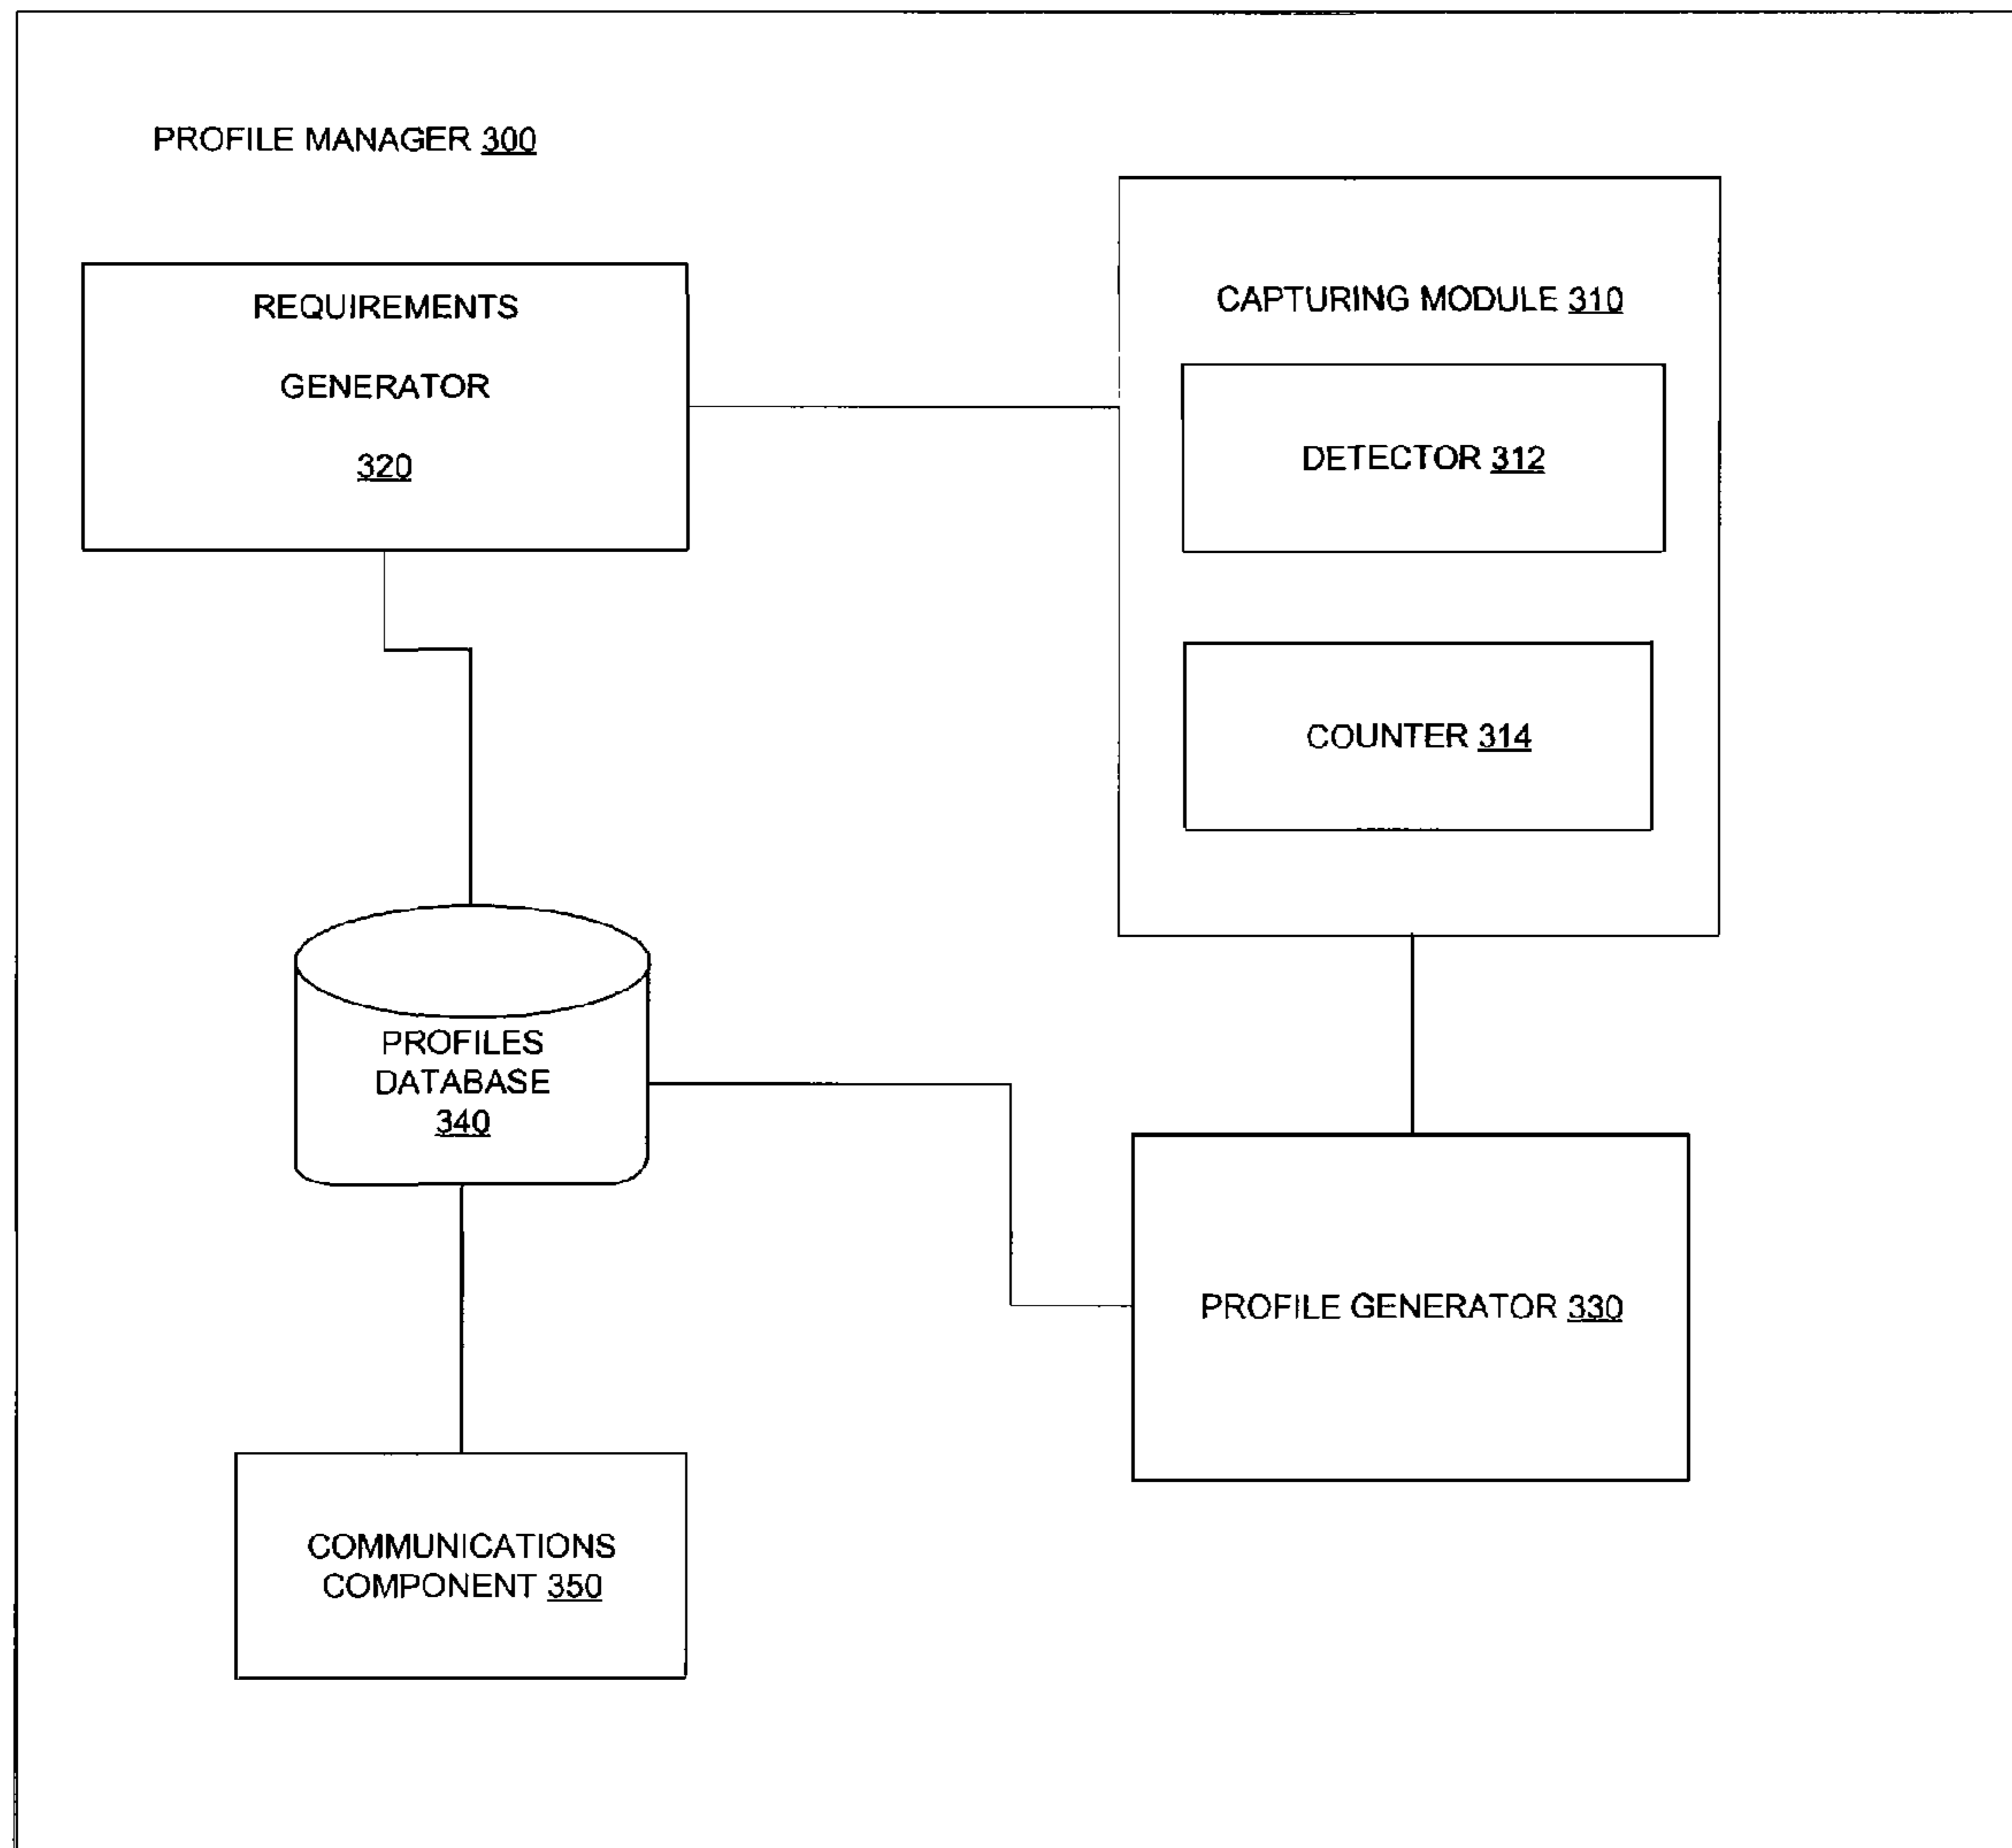 PROFILE MANAGER 300
REQUIREMENTS
GENERATOR
320
CAPTURING MODULE 310
DETECTOR 312
COUNTER 314
PROFILES
DATABASE
340
PROFILE GENERATOR 330
COMMUNICATIONS
COMPONENT 350